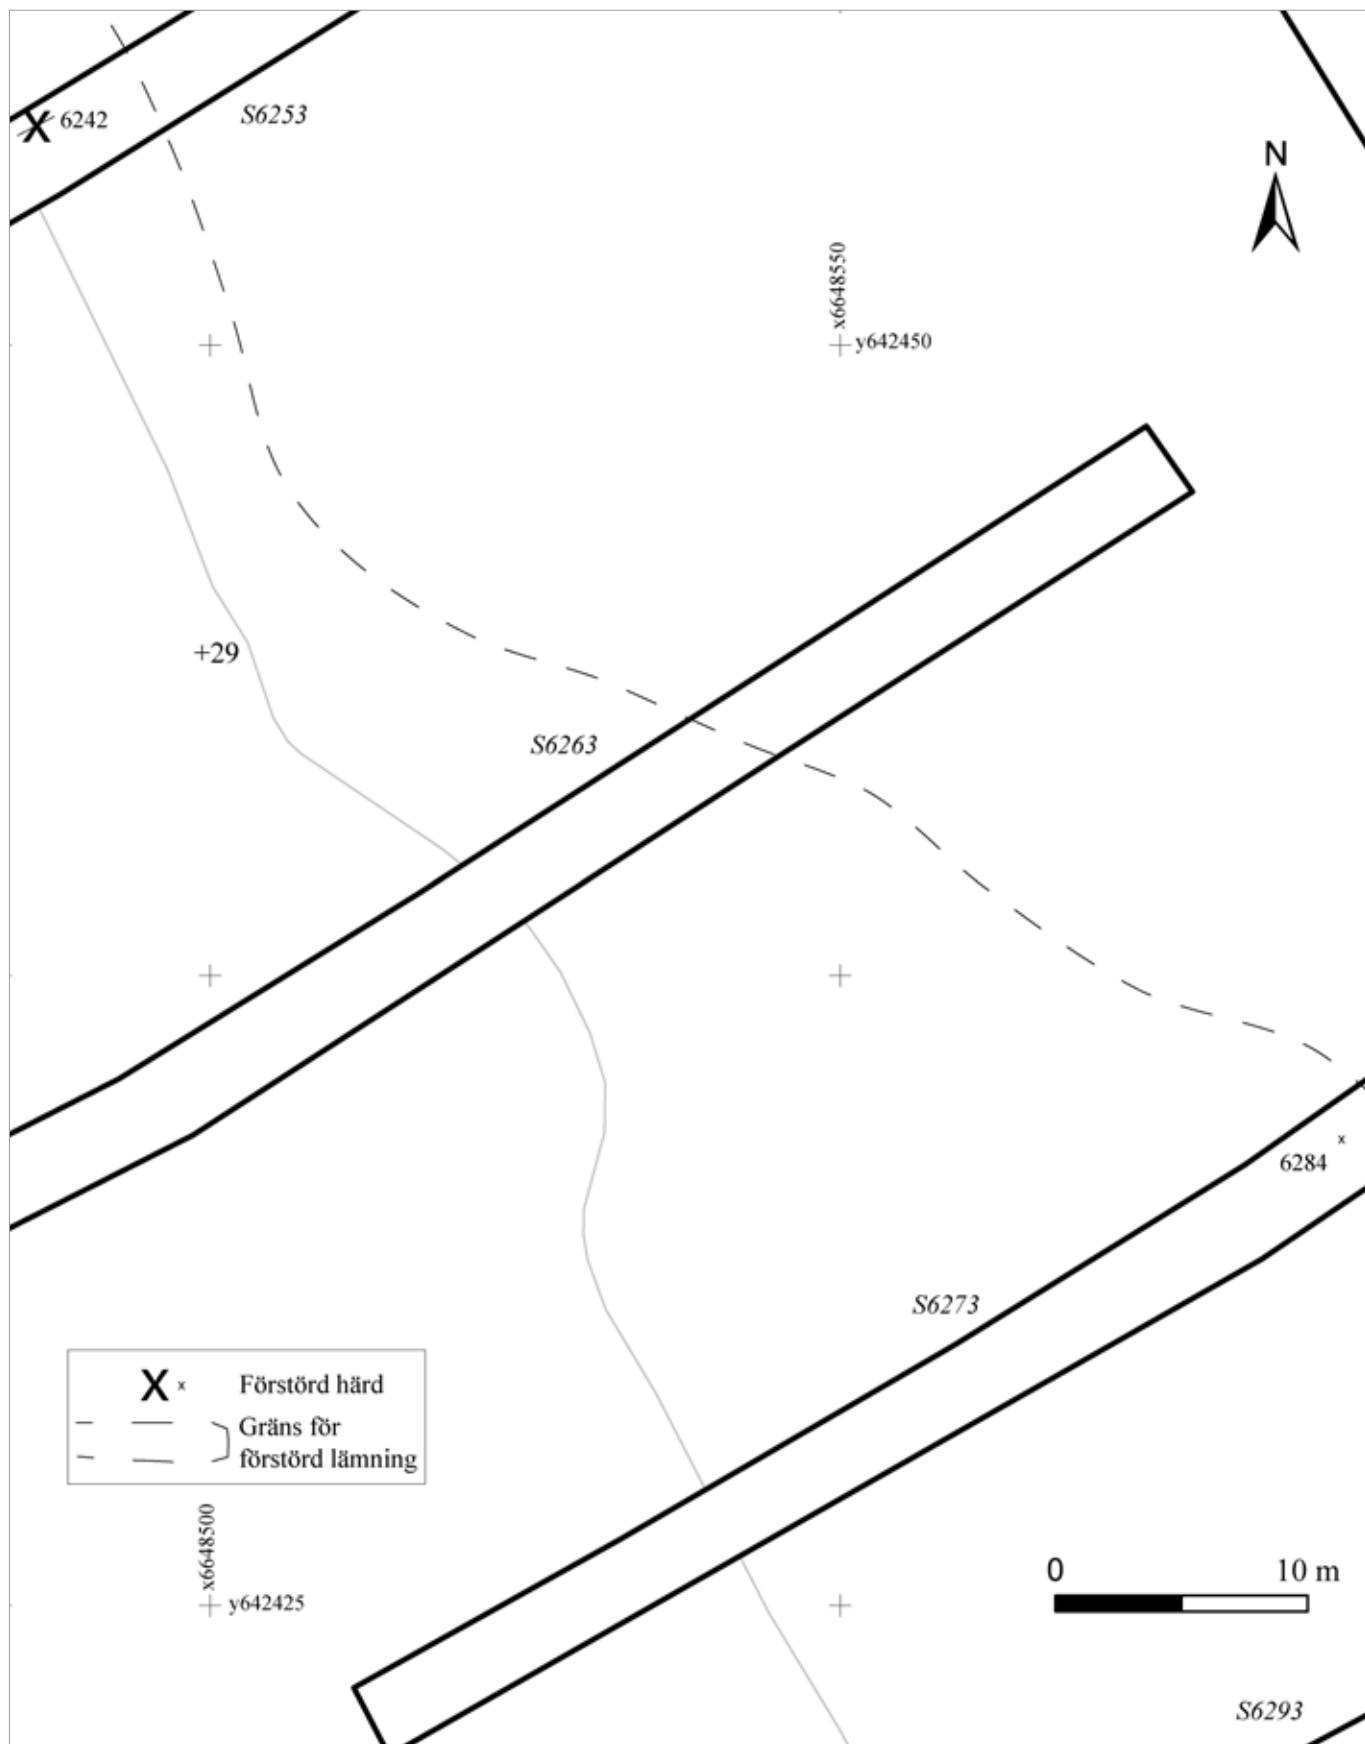 6242
S6253
N
x6648550
y642450
+29
S6263
6284
S6273
X x Förstörd härd
Gräns för
förstörd lämning
x6648500
y642425
0 10 m
S6293